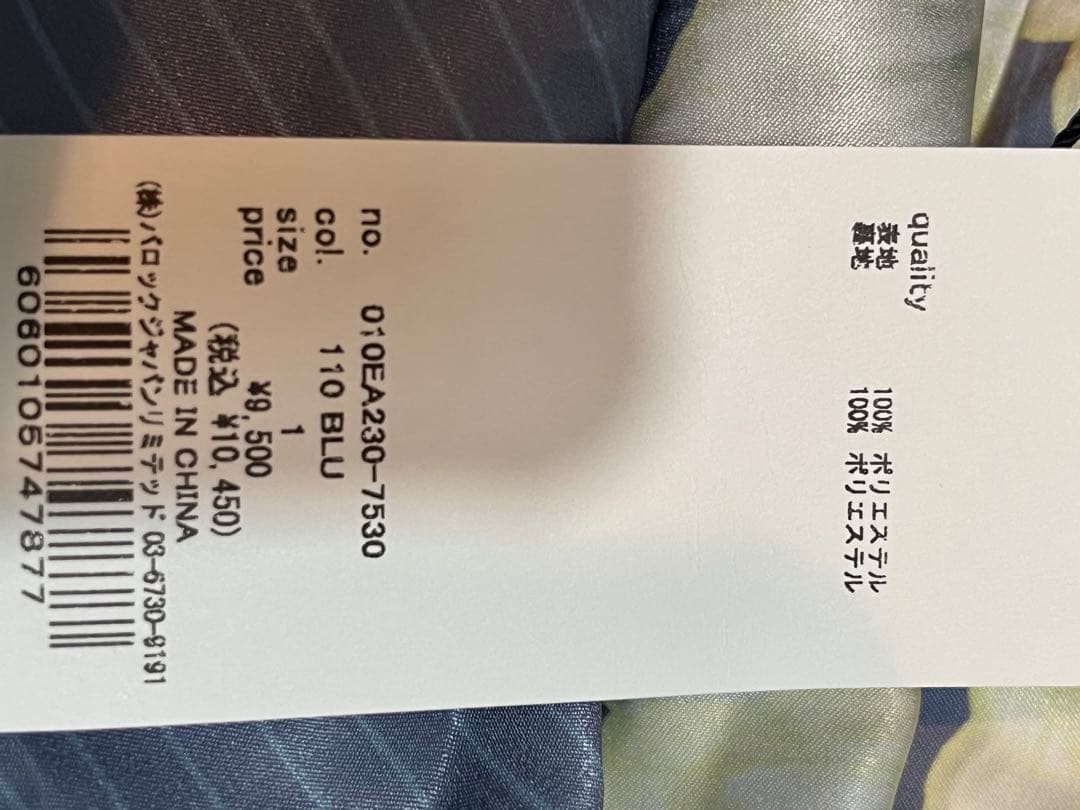 quality
表地 100% ポリエステル
裏地 100% ポリエステル
no. 010EA230-7530
col. 110 BLU
size 1
price ¥9,500
(税込 ¥10,450)
MADE IN CHINA
(株)バロックジャパンリミテッド 03-6730-9191
6060105747877